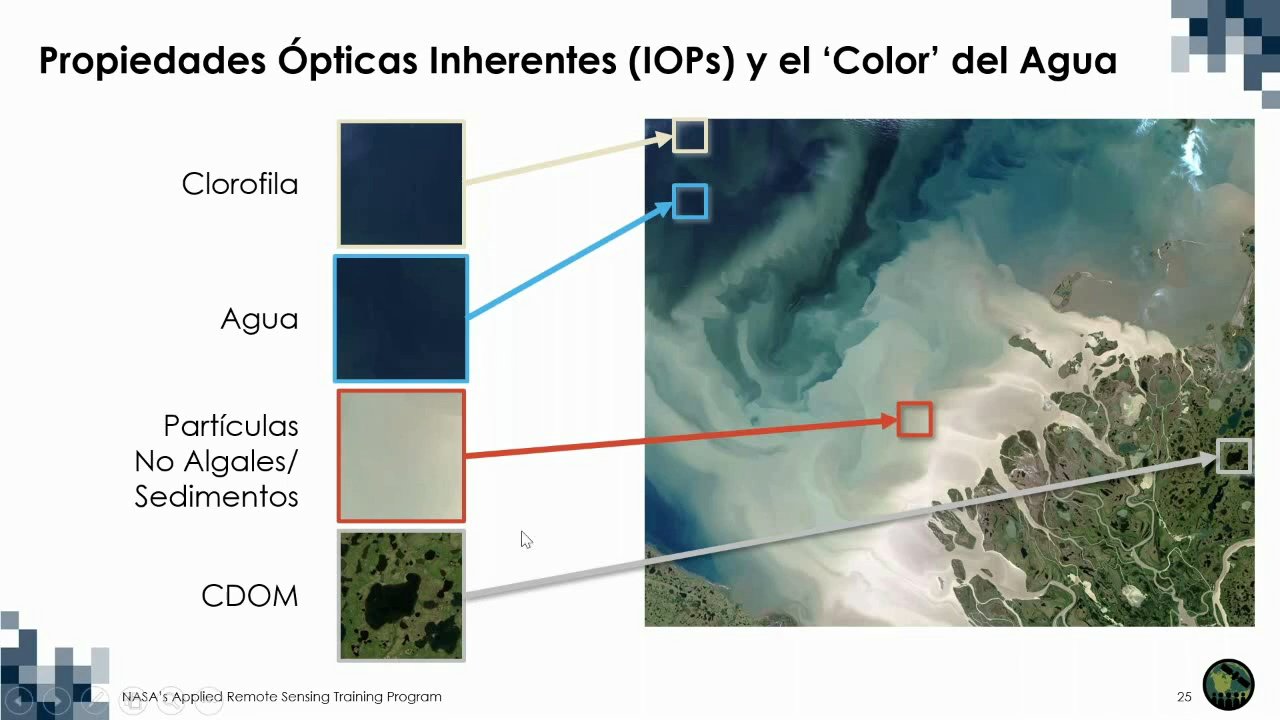 Propiedades Ópticas Inherentes (IOPs) y el ‘Color’ del Agua
Clorofila
Agua
Partículas
No Algales/
Sedimentos
CDOM
NASA's Applied Remote Sensing Training Program
25